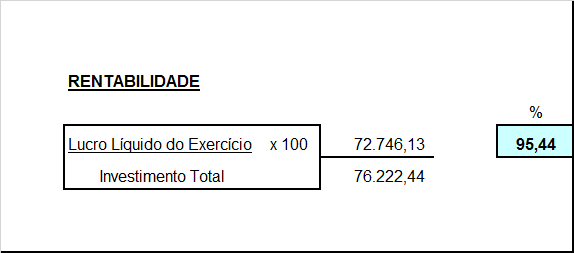 RENTABILIDADE
%
Lucro Líquido do Exercício x 100 72.746,13 95,44
Investimento Total 76.222,44